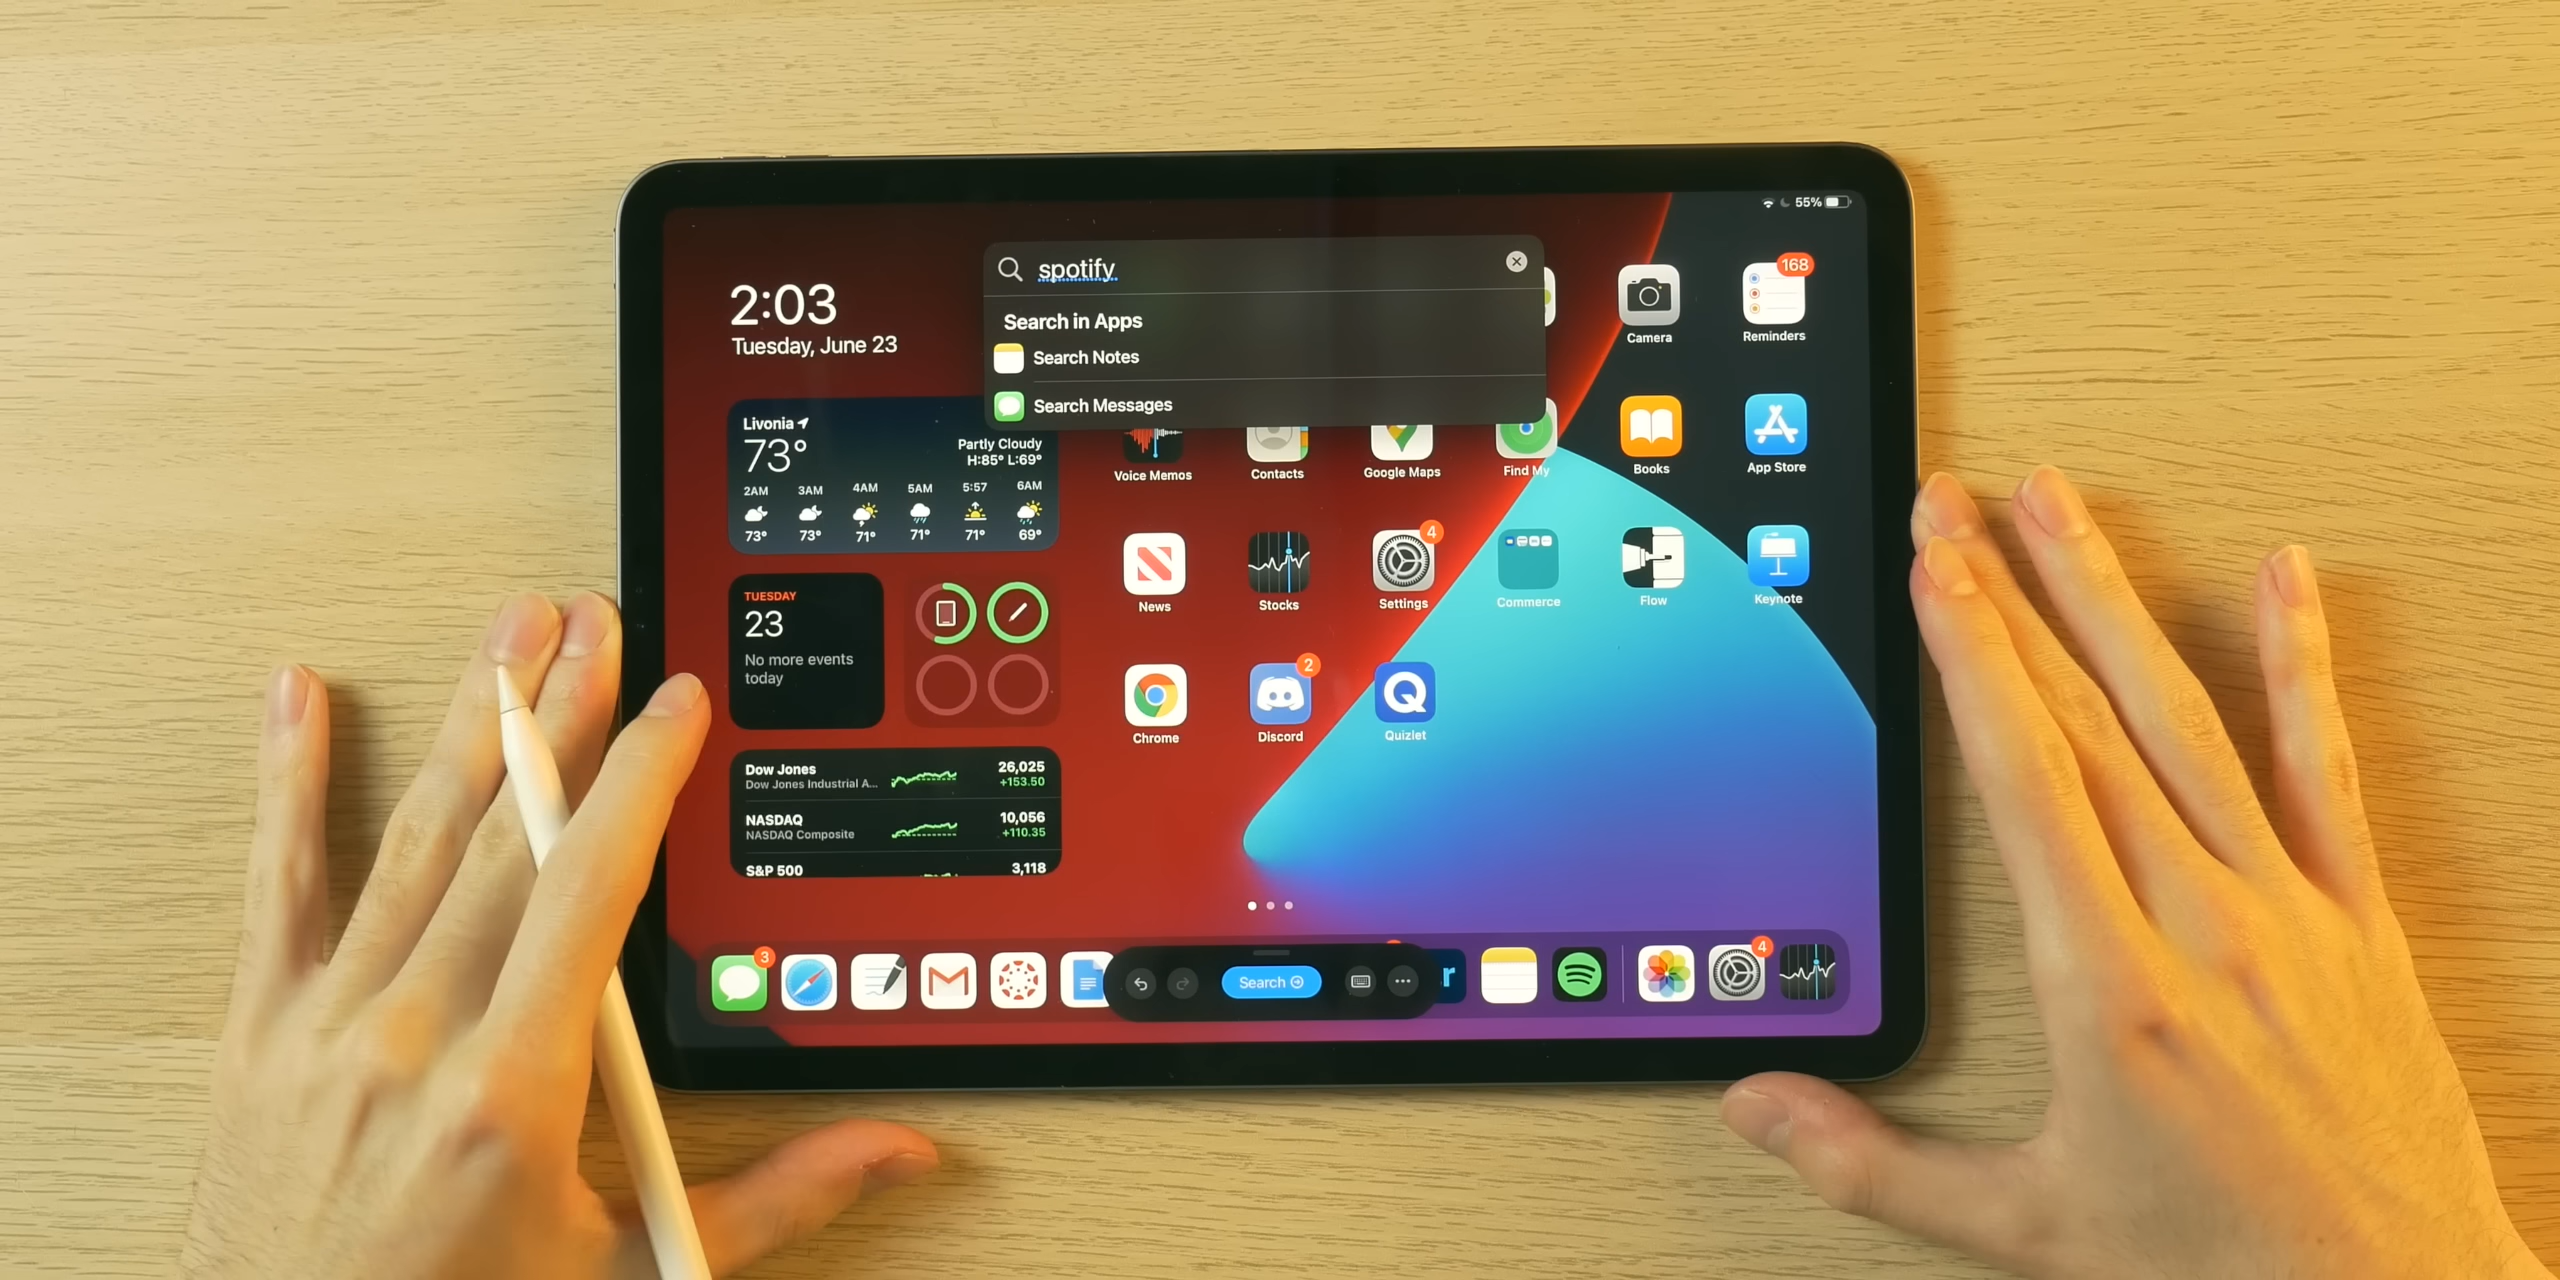 55%
spotify
Search in Apps
Search Notes
Search Messages
2:03
Tuesday, June 23
Camera
168
Reminders
Livonia
73°
Partly Cloudy
H:85° L:69°
2AM 3AM 4AM 5AM 5:57 6AM
73° 73° 71° 71° 71° 69°
Voice Memos
Contacts
Google Maps
Find My
Books
App Store
TUESDAY
23
No more events
today
News
Stocks
4
Settings
Commerce
Flow
Keynote
Chrome
2
Discord
Q
Quizlet
Dow Jones 26,025
Dow Jones Industrial A... +153.50
NASDAQ 10,056
NASDAQ Composite +110.35
S&P 500 3,118
3
Search
r
4